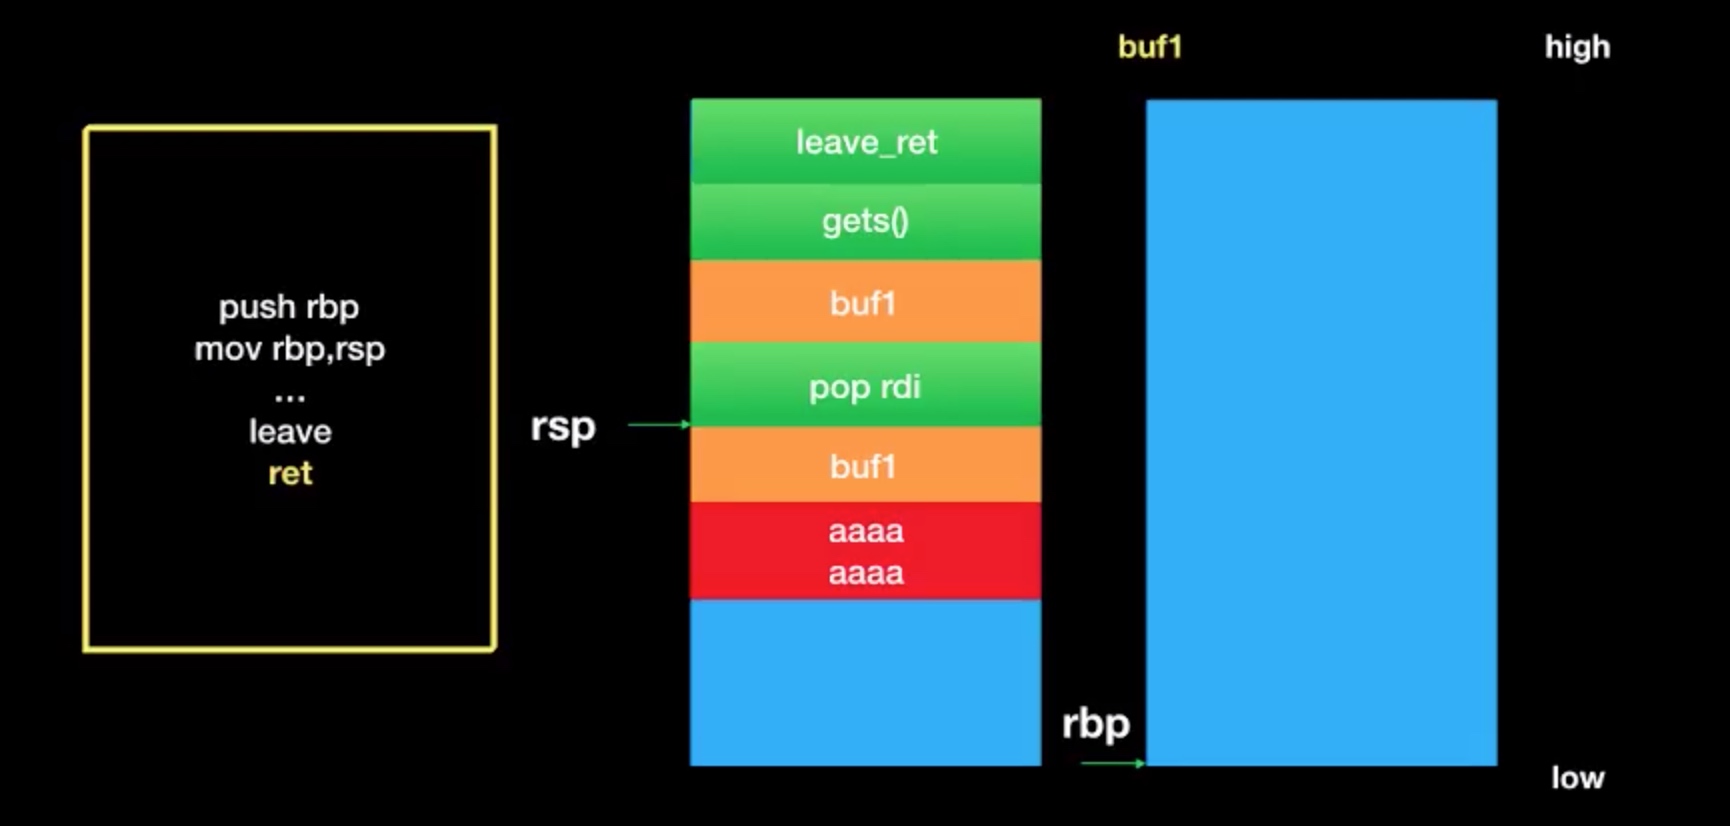 buf1
high
push rbp
mov rbp,rsp
...
leave
ret
rsp
leave_ret
gets()
buf1
pop rdi
buf1
aaaa
aaaa
rbp
low